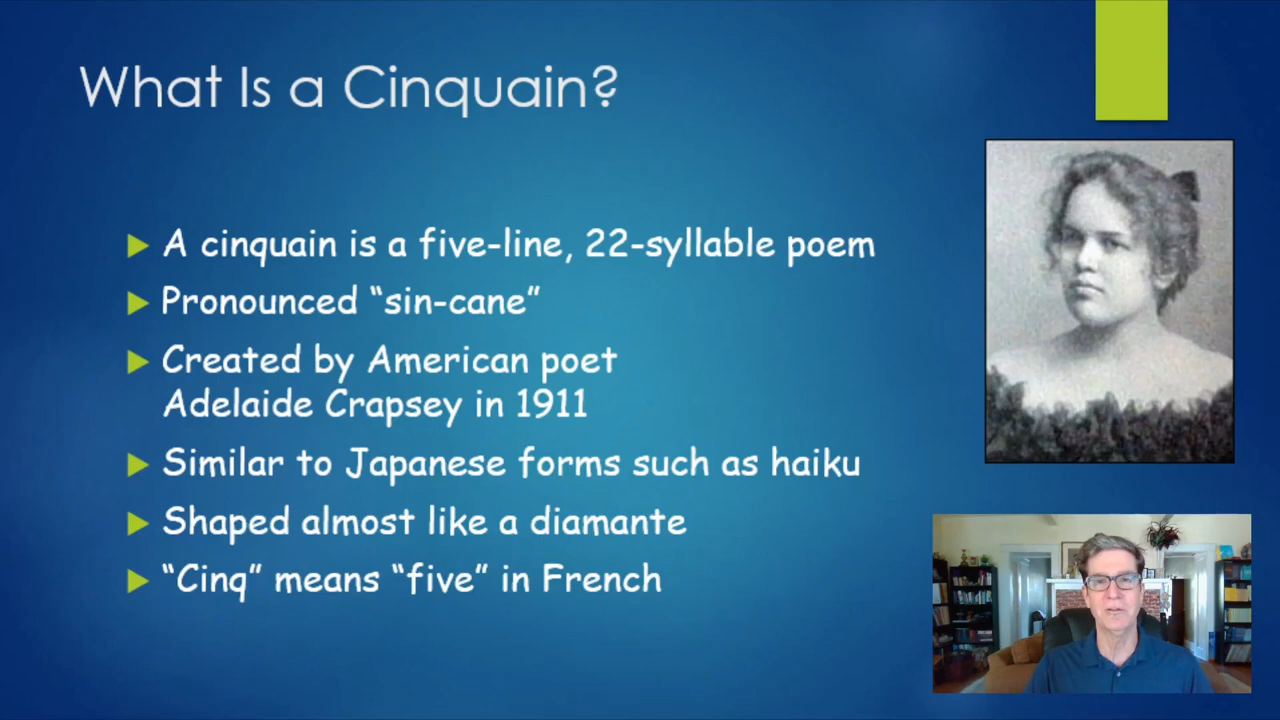 What Is a Cinquain?
A cinquain is a five-line, 22-syllable poem
Pronounced “sin-cane”
Created by American poet
Adelaide Crapsey in 1911
Similar to Japanese forms such as haiku
Shaped almost like a diamante
“Cinq” means “five” in French